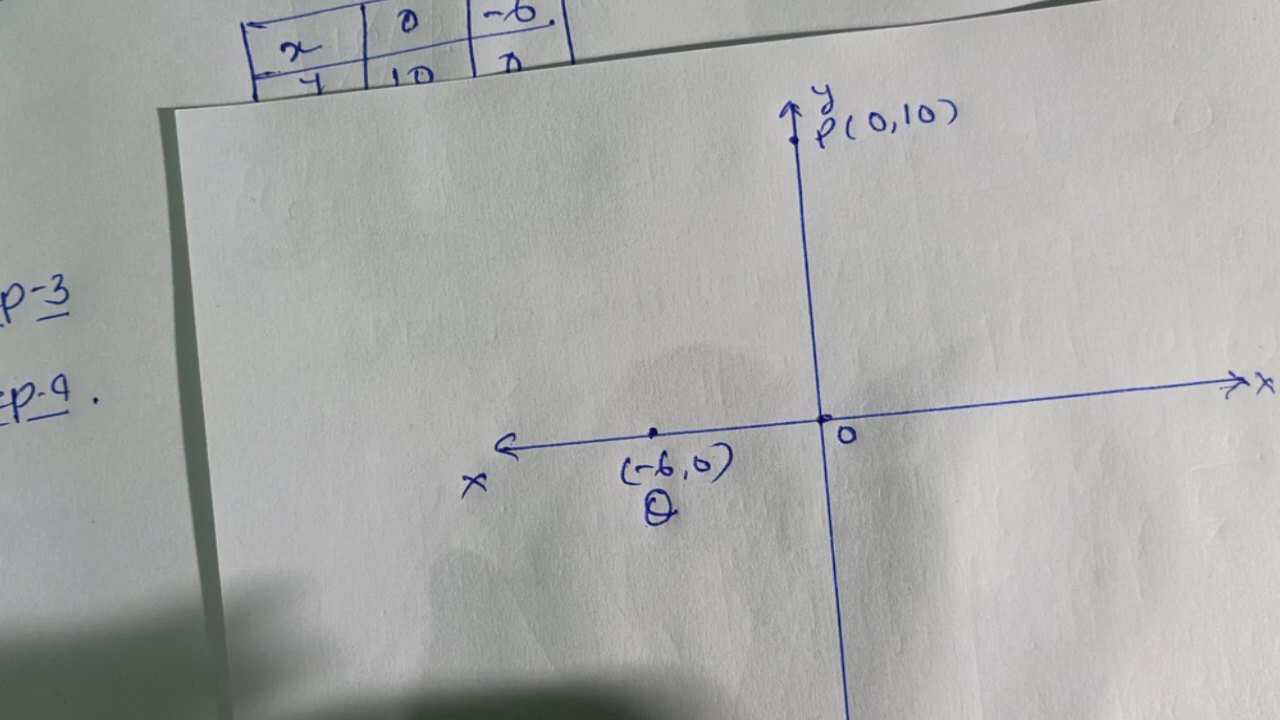 x 0 -6
y 10 0
y
P(0,10)
P-3
x
O
(-6,0)
P-4.
x
Q